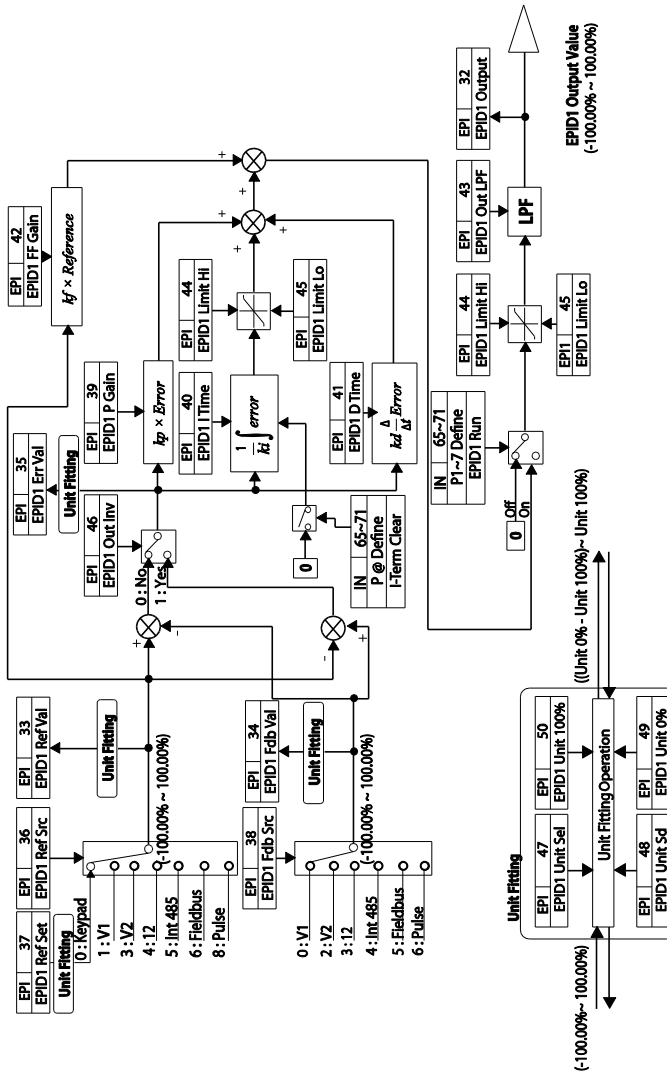 EPI 37
EPID1 Ref Set
Unit Fitting
EPI 36
EPID1 Ref Src
0 : Keypad
1 : V1
3 : V2
4 : I2
5 : Int 485
6 : Fieldbus
8 : Pulse
EPI 33
EPID1 Ref Val
Unit Fitting
(-100.00% ~ 100.00%)
EPI 38
EPID1 Fdb Src
0 : V1
2 : V2
3 : I2
4 : Int 485
5 : Fieldbus
6 : Pulse
EPI 34
EPID1 Fdb Val
Unit Fitting
(-100.00% ~ 100.00%)
+
-
-
+
EPI 46
EPID1 Out Inv
0 : No
1 : Yes
EPI 35
EPID1 Err Val
Unit Fitting
EPI 42
EPID1 FF Gain
kf × Reference
EPI 39
EPID1 P Gain
kp × Error
EPI 40
EPID1 I Time
1/ki ∫ error
0
IN 65~71
P @ Define
I-Term Clear
EPI 41
EPID1 D Time
kd Δ/Δt Error
EPI 44
EPID1 Limit Hi
EPI 45
EPID1 Limit Lo
+
+
+
+
+
IN 65~71
P1~7 Define
EPID1 Run
0
Off
On
EPI 44
EPID1 Limit Hi
EPI1 45
EPID1 Limit Lo
EPI 43
EPID1 Out LPF
LPF
EPI 32
EPID1 Output
EPID1 Output Value
(-100.00% ~ 100.00%)
Unit Fitting
(-100.00%~ 100.00%)
EPI 47
EPID1 Unit Sel
EPI 50
EPID1 Unit 100%
Unit Fitting Operation
EPI 48
EPID1 Unit Sd
EPI 49
EPID1 Unit 0%
((Unit 0% - Unit 100%)~ Unit 100%)